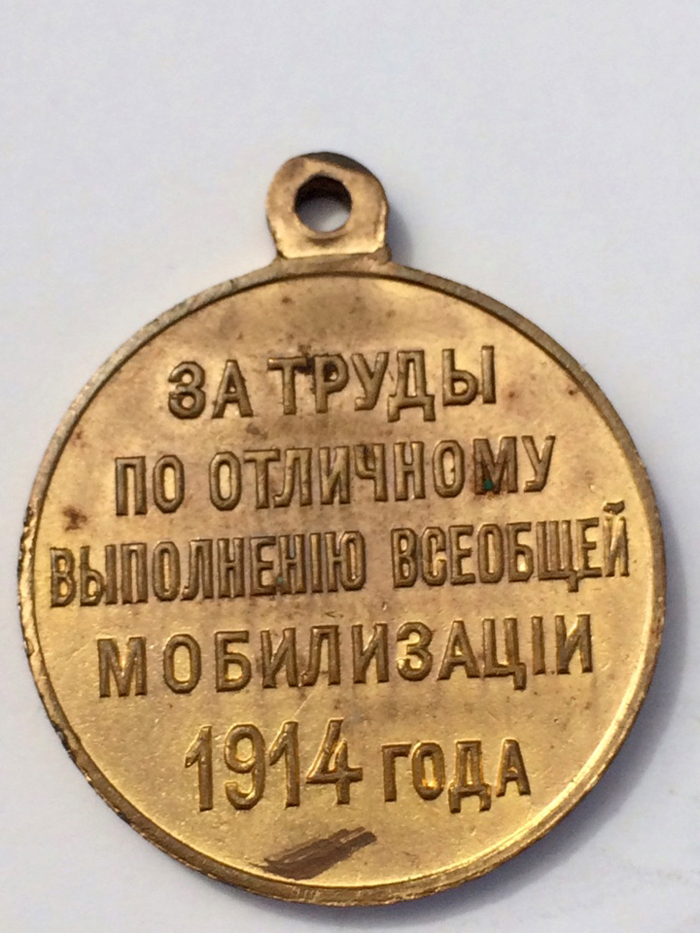 ЗА ТРУДЫ
ПО ОТЛИЧНОМУ
ВЫПОЛНЕНІЮ ВСЕОБЩЕЙ
МОБИЛИЗАЦІИ
1914 ГОДА